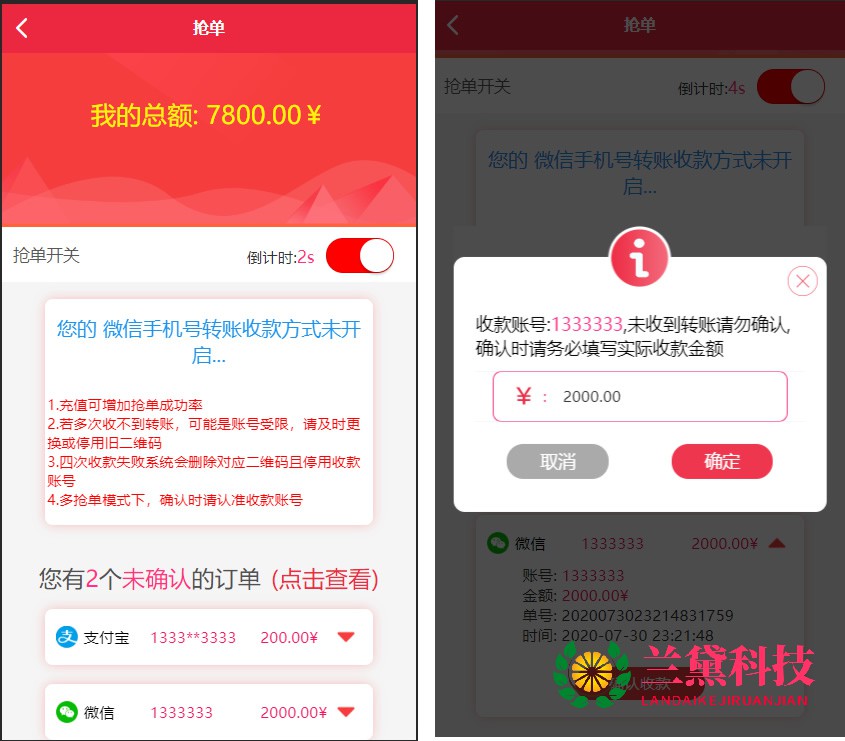 抢单
我的总额: 7800.00￥
抢单开关
倒计时:2s
您的 微信手机号转账收款方式未开
启...
1.充值可增加抢单成功率
2.若多次收不到转账，可能是账号受限，请及时更
换或停用旧二维码
3.四次收款失败系统会删除对应二维码且停用收款
账号
4.多抢单模式下，确认时请认准收款账号
您有2个未确认的订单 (点击查看)
支付宝 1333**3333 200.00¥
微信 1333333 2000.00¥
抢单
抢单开关
倒计时:4s
您的 微信手机号转账收款方式未开
启...
收款账号:1333333,未收到转账请勿确认,
确认时请务必填写实际收款金额
￥ : 2000.00
取消 确定
微信 1333333 2000.00¥
账号: 1333333
金额: 2000.00¥
单号: 2020073023214831759
时间: 2020-07-30 23:21:48
确认收款
兰黛科技
LANDAIKEJIRUANJIAN